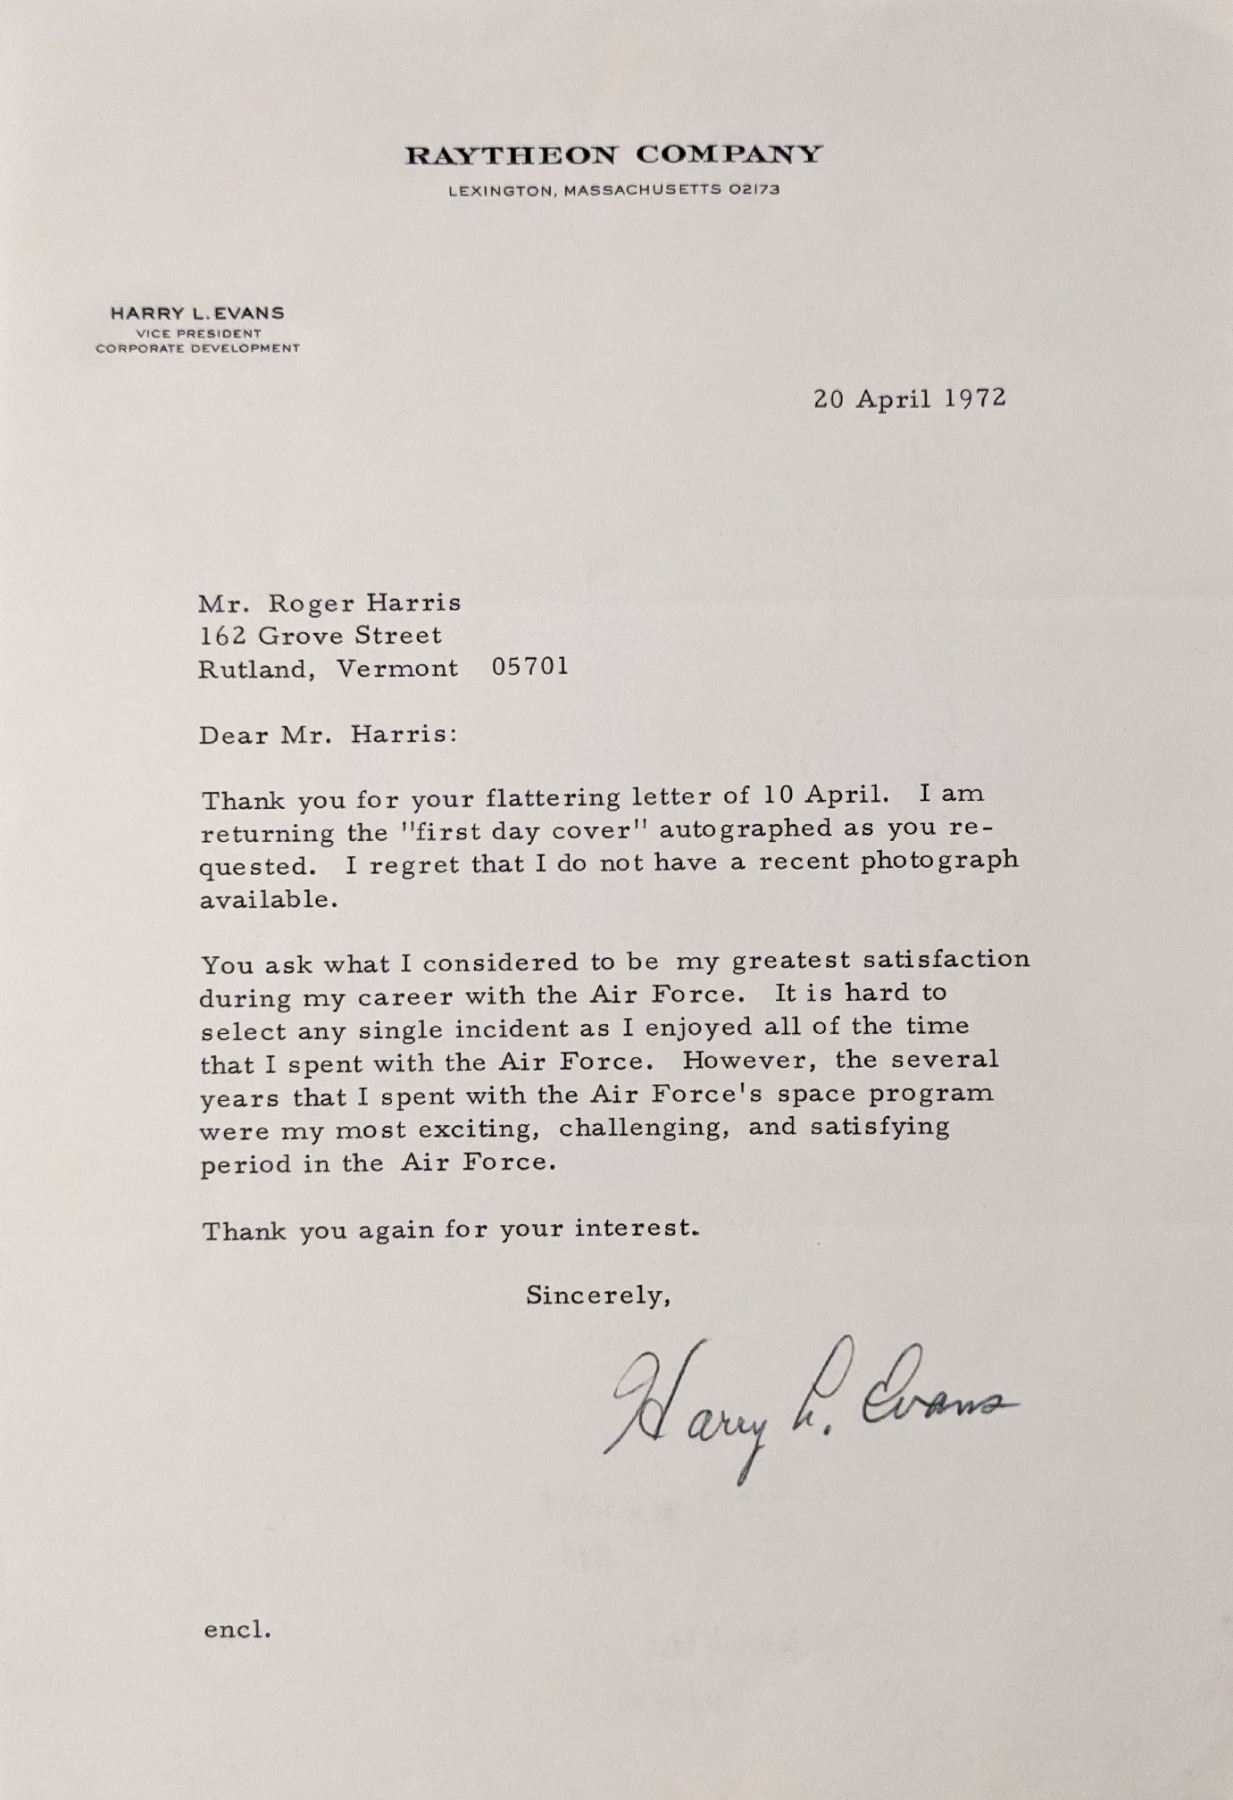 RAYTHEON COMPANY
LEXINGTON, MASSACHUSETTS 02173
HARRY L. EVANS
VICE PRESIDENT
CORPORATE DEVELOPMENT
20 April 1972
Mr. Roger Harris
162 Grove Street
Rutland, Vermont 05701
Dear Mr. Harris:
Thank you for your flattering letter of 10 April. I am
returning the "first day cover" autographed as you re-
quested. I regret that I do not have a recent photograph
available.
You ask what I considered to be my greatest satisfaction
during my career with the Air Force. It is hard to
select any single incident as I enjoyed all of the time
that I spent with the Air Force. However, the several
years that I spent with the Air Force's space program
were my most exciting, challenging, and satisfying
period in the Air Force.
Thank you again for your interest.
Sincerely,
Harry L. Evans
encl.